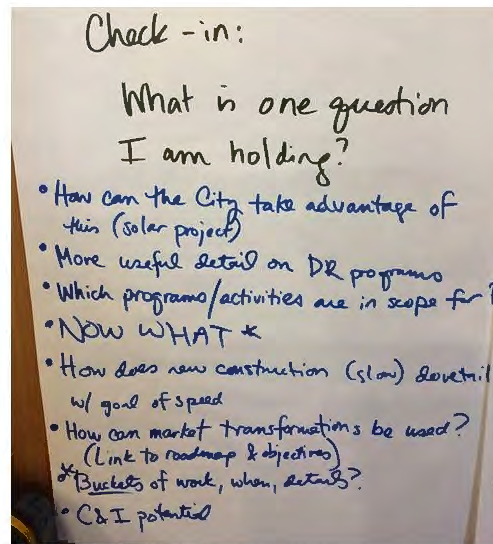 Check-in:
What is one question
I am holding?
• How can the City take advantage of
this (solar project)
• More useful detail on DR programs
• Which programs/activities are in scope for?
• NOW WHAT *
• How does new construction (slow) dovetail
w/ goal of speed
• How can market transformations be used?
(Link to roadmap & objectives)
* Buckets of work, when, details?
• C&I potential